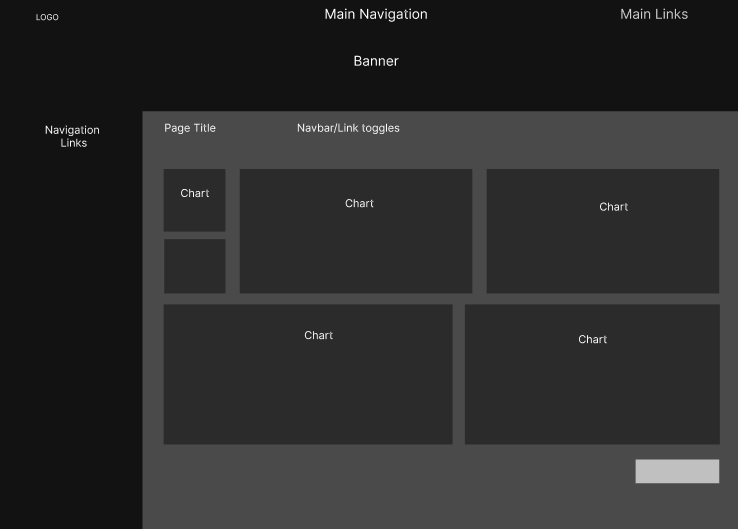 LOGO
Main Navigation
Main Links
Banner
Navigation
Links
Page Title
Navbar/Link toggles
Chart
Chart
Chart
Chart
Chart